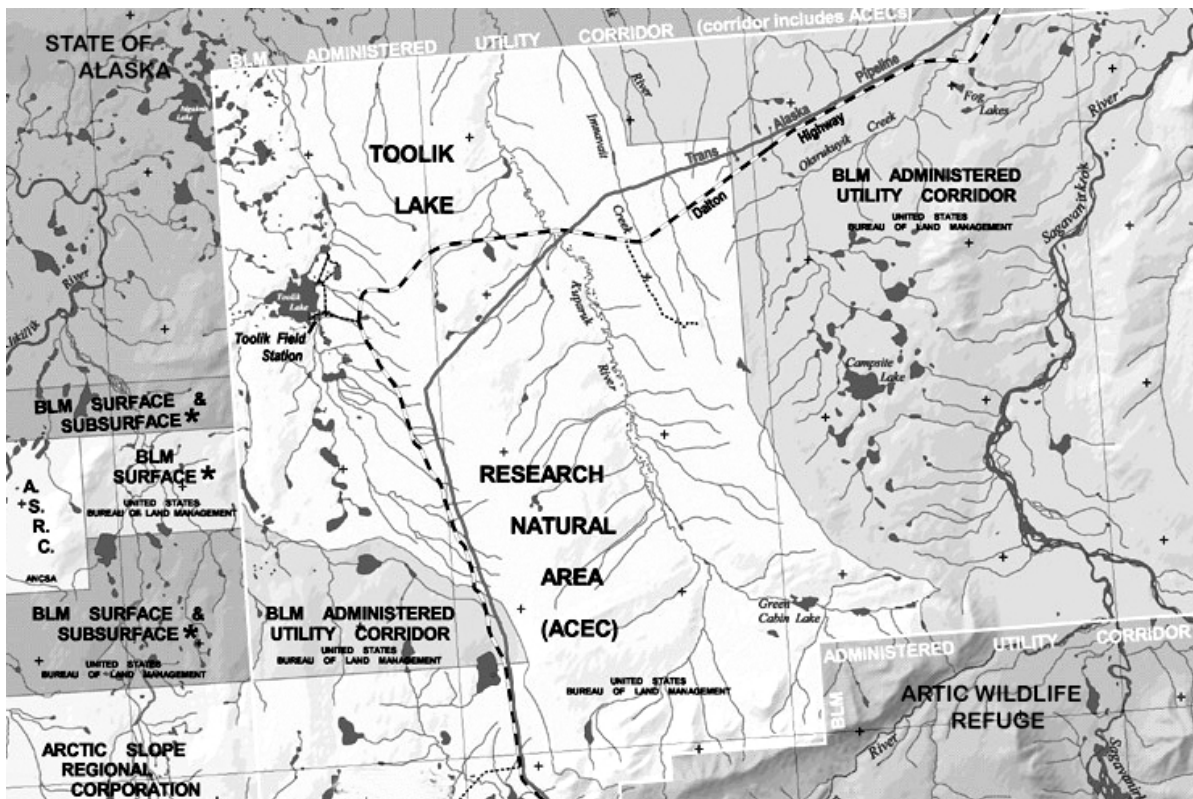 STATE OF
ALASKA
BLM ADMINISTERED UTILITY CORRIDOR (corridor includes ACECs)
River
Imnavait
Creek
Trans Alaska Pipeline
Dalton Highway
Oksrukuyik Creek
Fog
Lakes
Sagavanirktok River
TOOLIK
LAKE
BLM ADMINISTERED
UTILITY CORRIDOR
UNITED STATES
BUREAU OF LAND MANAGEMENT
River
Toolik
Lake
Toolik Field
Station
Kuparuk
River
Campsite
Lake
BLM SURFACE &
SUBSURFACE *
BLM
SURFACE *
UNITED STATES
BUREAU OF LAND MANAGEMENT
A.
S.
R.
C.
ANCSA
RESEARCH
NATURAL
AREA
(ACEC)
UNITED STATES
BUREAU OF LAND MANAGEMENT
BLM SURFACE &
SUBSURFACE *
UNITED STATES
BUREAU OF LAND MANAGEMENT
BLM ADMINISTERED
UTILITY CORRIDOR
UNITED STATES
BUREAU OF LAND MANAGEMENT
Green
Cabin Lake
BLM ADMINISTERED UTILITY CORRIDOR
ARTIC WILDLIFE
REFUGE
River
ARCTIC SLOPE
REGIONAL
CORPORATION